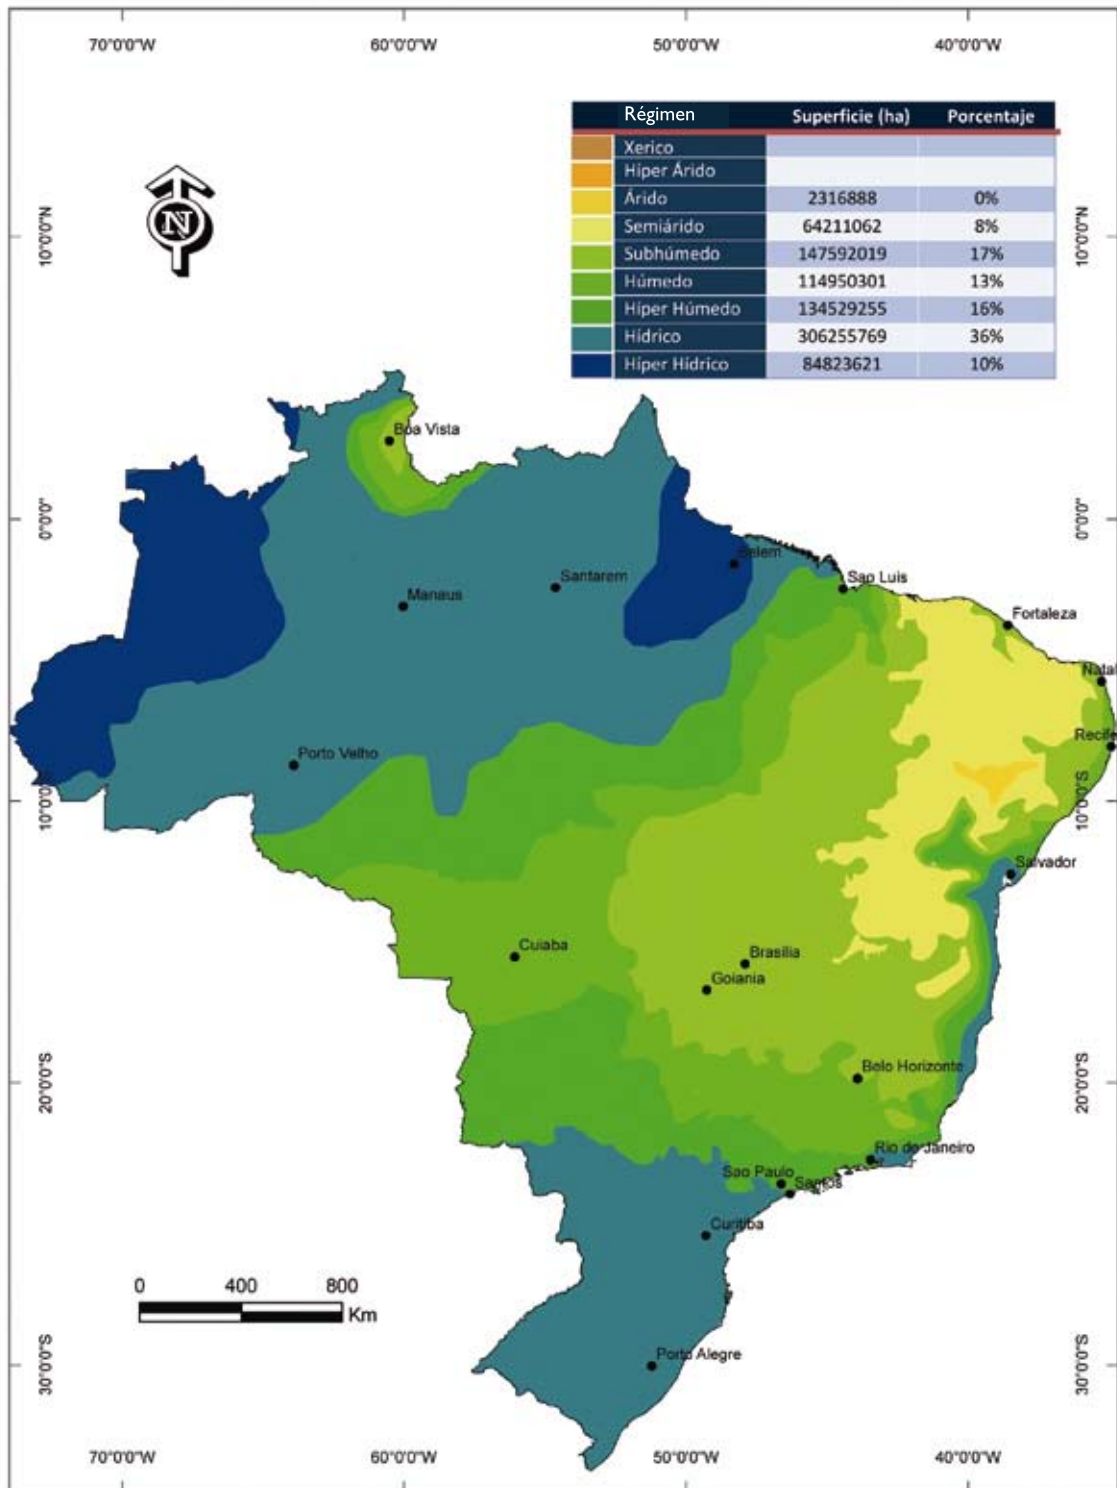 70°0'0"W 60°0'0"W 50°0'0"W 40°0'0"W
Régimen Superficie (ha) Porcentaje
Xerico
Híper Árido
Árido 2316888 0%
Semiárido 64211062 8%
Subhúmedo 147592019 17%
Húmedo 114950301 13%
Híper Húmedo 134529255 16%
Hídrico 306255769 36%
Híper Hídrico 84823621 10%
N
10°0'0"N 10°0'0"N
Boa Vista
0°0'0" 0°0'0"
Belem
Santarem
Sao Luis
Manaus
Fortaleza
Natal
Recife
Porto Velho
10°0'0"S 10°0'0"S
Salvador
Cuiaba
Brasilia
Goiania
Belo Horizonte
20°0'0"S 20°0'0"S
Rio de Janeiro
Sao Paulo
Santos
Curitiba
0 400 800
Km
Porto Alegre
30°0'0"S 30°0'0"S
70°0'0"W 60°0'0"W 50°0'0"W 40°0'0"W